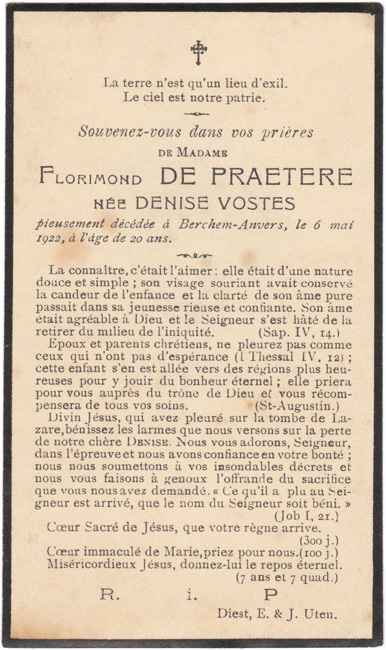 La terre n'est qu'un lieu d'exil.
Le ciel est notre patrie.
Souvenez-vous dans vos prières
DE MADAME
FLORIMOND DE PRAETERE
NÉE DENISE VOSTES
pieusement décédée à Berchem-Anvers, le 6 mai
1922, à l'âge de 20 ans.
La connaître, c'était l'aimer : elle était d'une nature
douce et simple ; son visage souriant avait conservé
la candeur de l'enfance et la clarté de son âme pure
passait dans sa jeunesse rieuse et confiante. Son âme
était agréable à Dieu et le Seigneur s'est hâté de la
retirer du milieu de l'iniquité. (Sap. IV, 14.)
Epoux et parents chrétiens, ne pleurez pas comme
ceux qui n'ont pas d'espérance (I Thessal IV, 12) ;
cette enfant s'en est allée vers des régions plus heu-
reuses pour y jouir du bonheur éternel ; elle priera
pour vous auprès du trône de Dieu et vous récom-
pensera de tous vos soins. (St-Augustin.)
Divin Jésus, qui avez pleuré sur la tombe de La-
zare, bénissez les larmes que nous versons sur la perte
de notre chère DENISE. Nous vous adorons, Seigneur,
dans l'épreuve et nous avons confiance en votre bonté ;
nous nous soumettons à vos insondables décrets et
nous vous faisons à genoux l'offrande du sacrifice
que vous nous avez demandé. « Ce qu'il a plu au Sei-
gneur est arrivé, que le nom du Seigneur soit béni. »
(Job I, 21.)
Cœur Sacré de Jésus, que votre règne arrive.
(300 j.)
Cœur immaculé de Marie, priez pour nous. (100 j.)
Miséricordieux Jésus, donnez-lui le repos éternel.
(7 ans et 7 quad.)
R. i. P
Diest, E. & J. Uten.